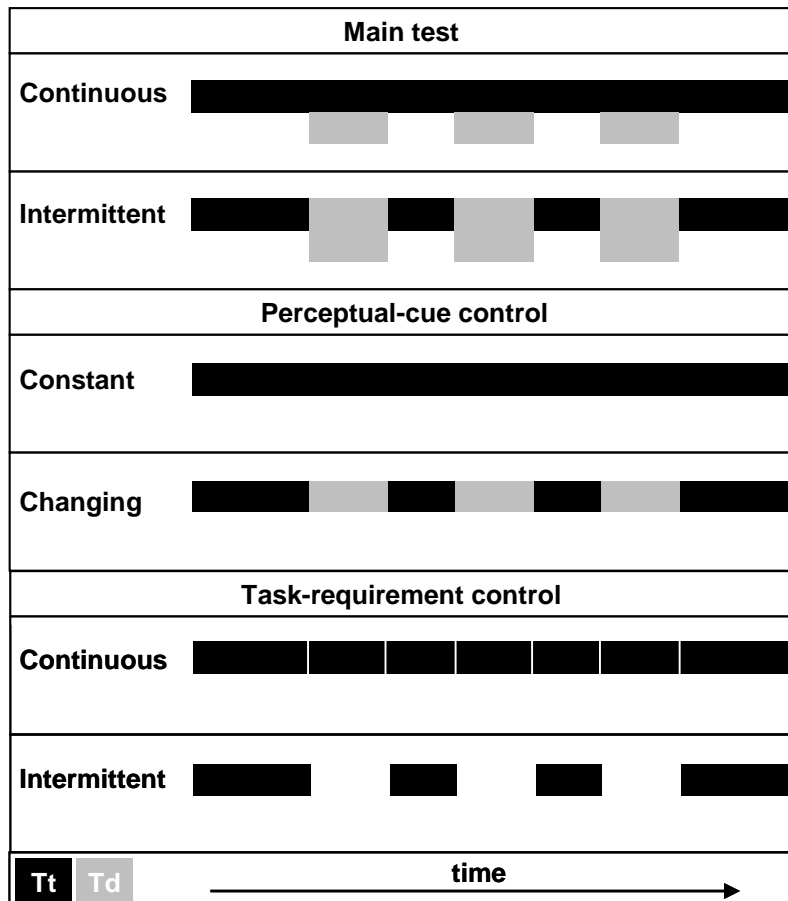 Main test
Continuous
Intermittent
Perceptual-cue control
Constant
Changing
Task-requirement control
Continuous
Intermittent
Tt Td time